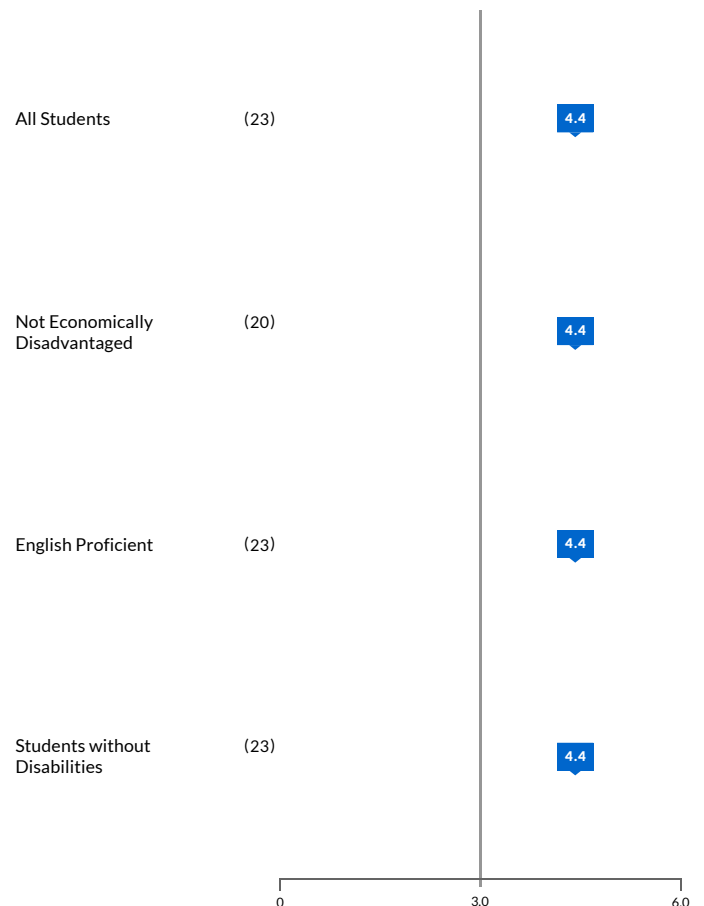 All Students (23) 4.4
Not Economically (20) 4.4
Disadvantaged
English Proficient (23) 4.4
Students without (23) 4.4
Disabilities
0 3.0 6.0